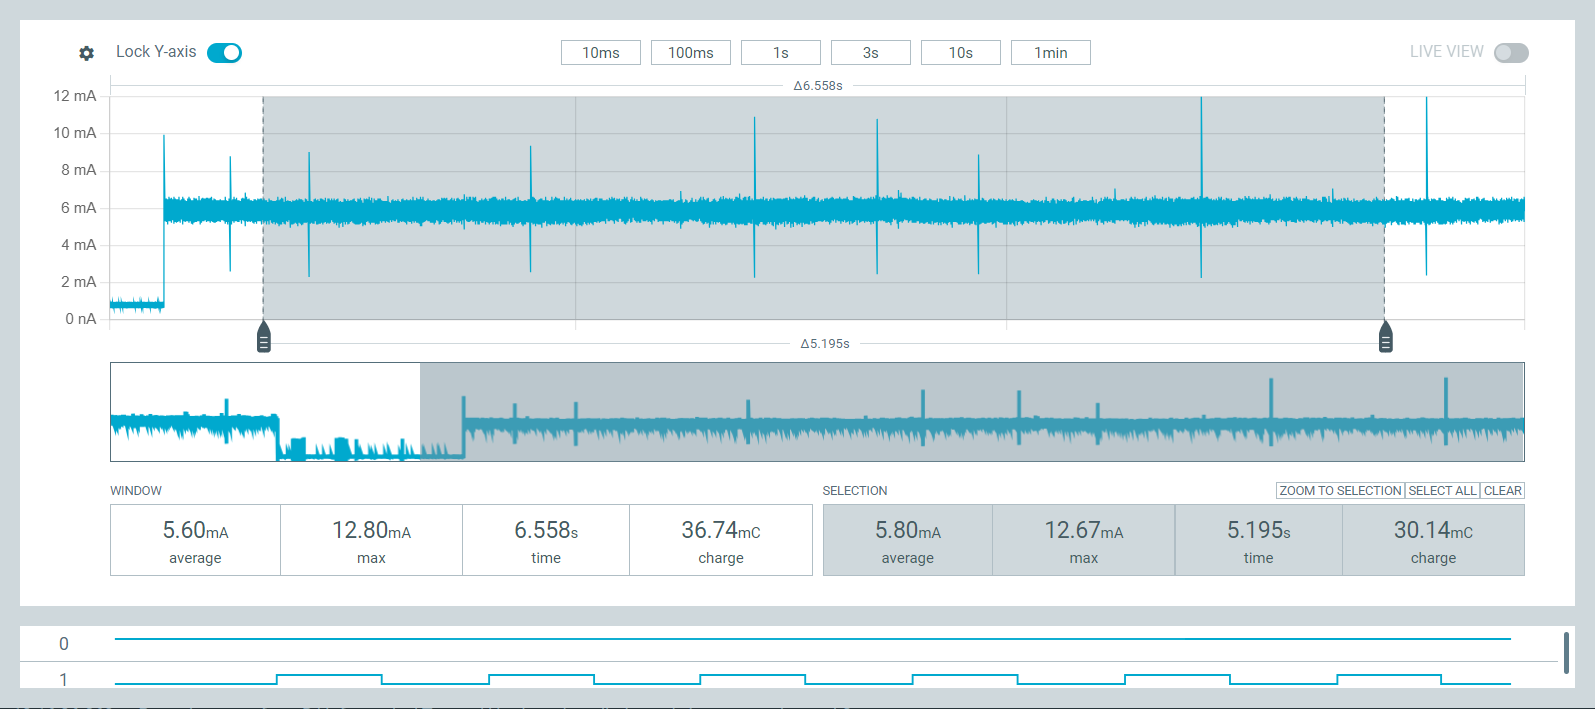 Lock Y-axis 10ms 100ms 1s 3s 10s 1min LIVE VIEW
Δ6.558s
12 mA
10 mA
8 mA
6 mA
4 mA
2 mA
0 nA
Δ5.195s
WINDOW SELECTION ZOOM TO SELECTION SELECT ALL CLEAR
5.60mA 12.80mA 6.558s 36.74mC 5.80mA 12.67mA 5.195s 30.14mC
average max time charge average max time charge
0
1